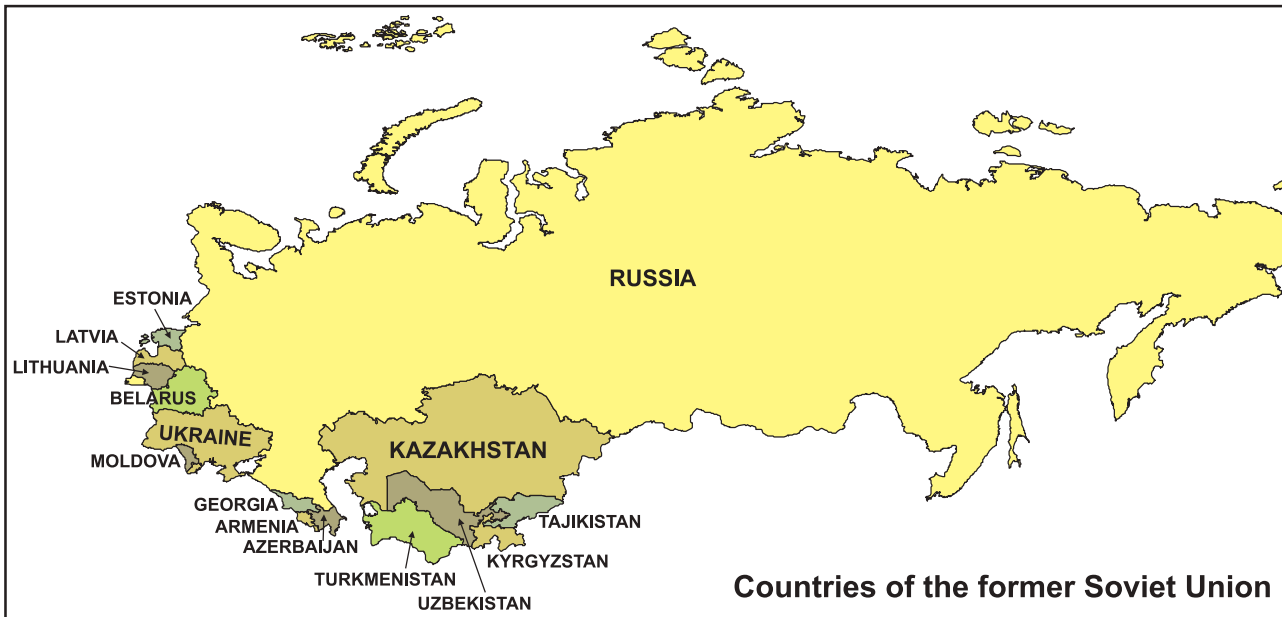 RUSSIA
ESTONIA
LATVIA
LITHUANIA
BELARUS
UKRAINE
KAZAKHSTAN
MOLDOVA
GEORGIA
ARMENIA
TAJIKISTAN
AZERBAIJAN
KYRGYZSTAN
TURKMENISTAN
UZBEKISTAN
Countries of the former Soviet Union